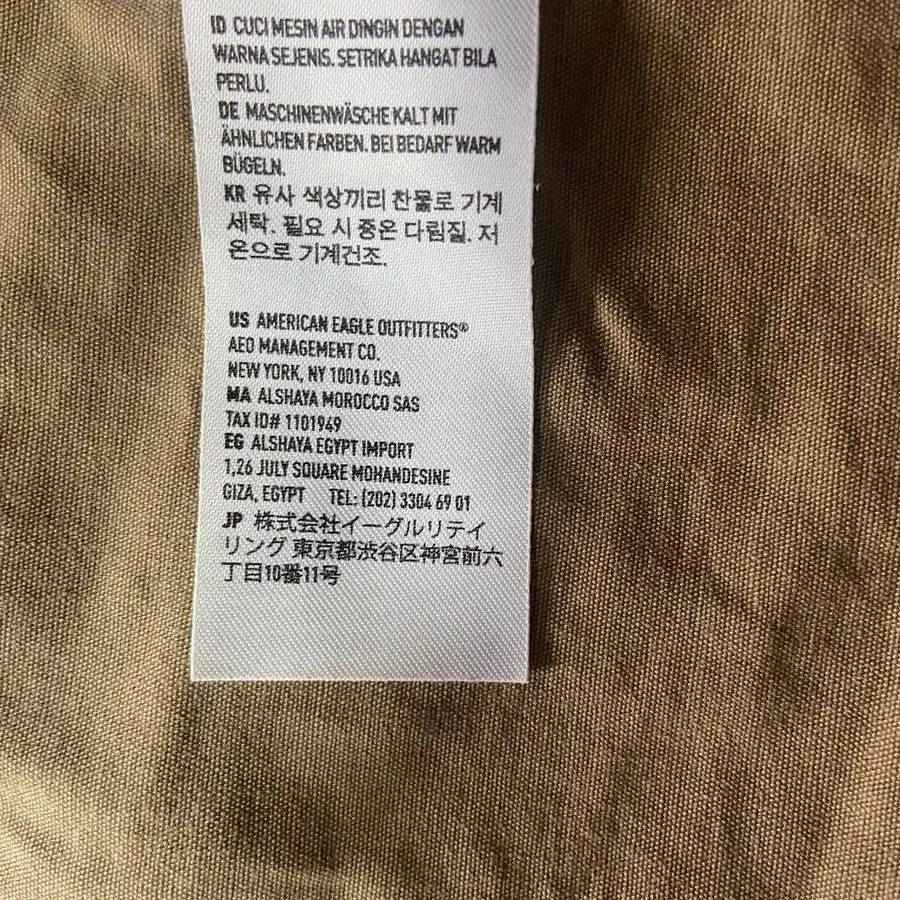 ID CUCI MESIN AIR DINGIN DENGAN
WARNA SEJENIS. SETRIKA HANGAT BILA
PERLU.
DE MASCHINENWÄSCHE KALT MIT
ÄHNLICHEN FARBEN. BEI BEDARF WARM
BÜGELN.
KR 유사 색상끼리 찬물로 기계
세탁. 필요 시 중온 다림질. 저
온으로 기계건조.
US AMERICAN EAGLE OUTFITTERS®
AEO MANAGEMENT CO.
NEW YORK, NY 10016 USA
MA ALSHAYA MOROCCO SAS
TAX ID# 1101949
EG ALSHAYA EGYPT IMPORT
1,26 JULY SQUARE MOHANDESINE
GIZA, EGYPT TEL: (202) 3304 69 01
JP 株式会社イーグルリテイ
リング 東京都渋谷区神宮前六
丁目10番11号